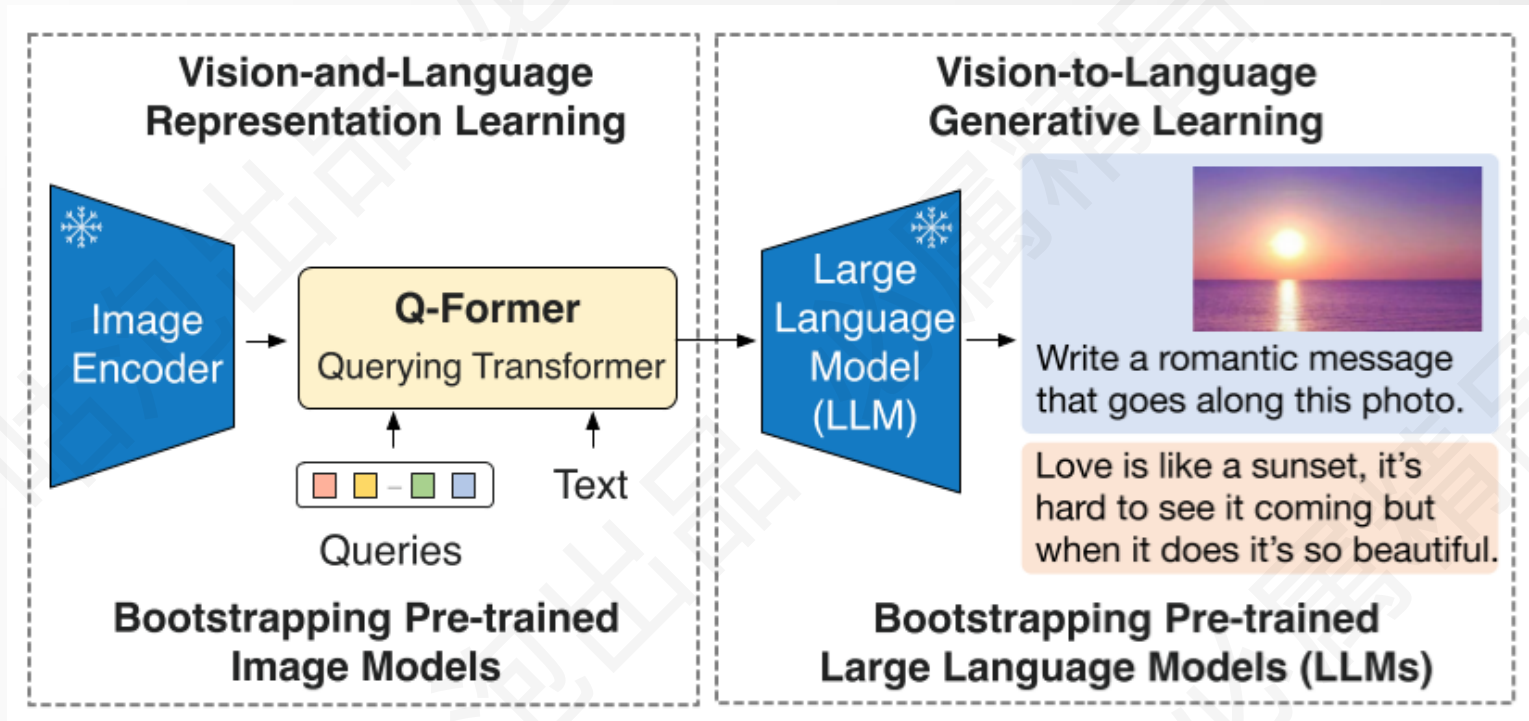 Vision-and-Language
Representation Learning
Image
Encoder
Q-Former
Querying Transformer
Queries
Text
Bootstrapping Pre-trained
Image Models
Vision-to-Language
Generative Learning
Large
Language
Model
(LLM)
Write a romantic message
that goes along this photo.
Love is like a sunset, it's
hard to see it coming but
when it does it's so beautiful.
Bootstrapping Pre-trained
Large Language Models (LLMs)